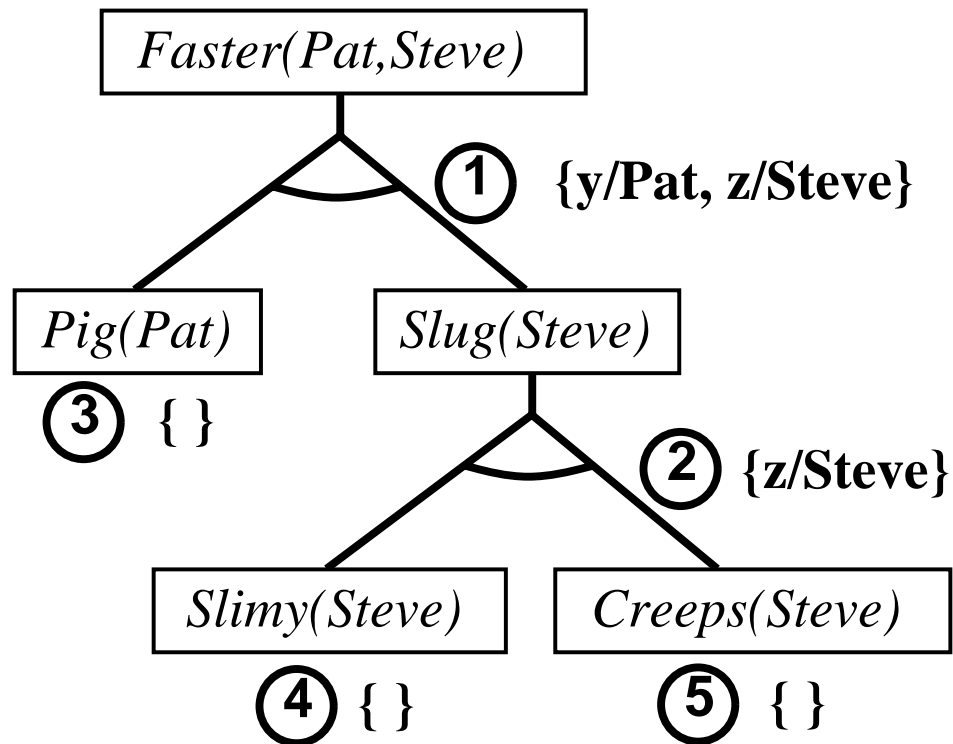 Faster(Pat,Steve)
1 {y/Pat, z/Steve}
Pig(Pat) Slug(Steve)
3 { }
2 {z/Steve}
Slimy(Steve) Creeps(Steve)
4 { } 5 { }